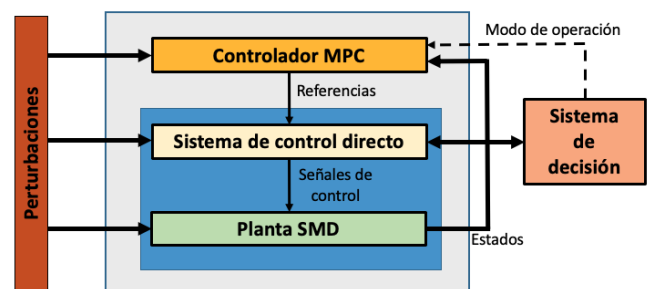 Modo de operación
Controlador MPC
Referencias
Perturbaciones
Sistema de control directo
Sistema
de
decisión
Señales de
control
Planta SMD
Estados